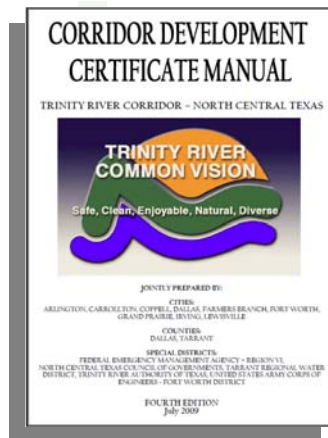 CORRIDOR DEVELOPMENT
CERTIFICATE MANUAL
TRINITY RIVER CORRIDOR – NORTH CENTRAL TEXAS
TRINITY RIVER
COMMON VISION
Safe, Clean, Enjoyable, Natural, Diverse
JOINTLY PREPARED BY:
CITIES:
ARLINGTON, CARROLLTON, COPPELL, DALLAS, FARMERS BRANCH, FORT WORTH,
GRAND PRAIRIE, IRVING, LEWISVILLE
COUNTIES:
DALLAS, TARRANT
SPECIAL DISTRICTS:
FEDERAL EMERGENCY MANAGEMENT AGENCY - REGION VI,
NORTH CENTRAL TEXAS COUNCIL OF GOVERNMENTS, TARRANT REGIONAL WATER
DISTRICT, TRINITY RIVER AUTHORITY OF TEXAS, UNITED STATES ARMY CORPS OF
ENGINEERS - FORT WORTH DISTRICT
FOURTH EDITION
July 2009